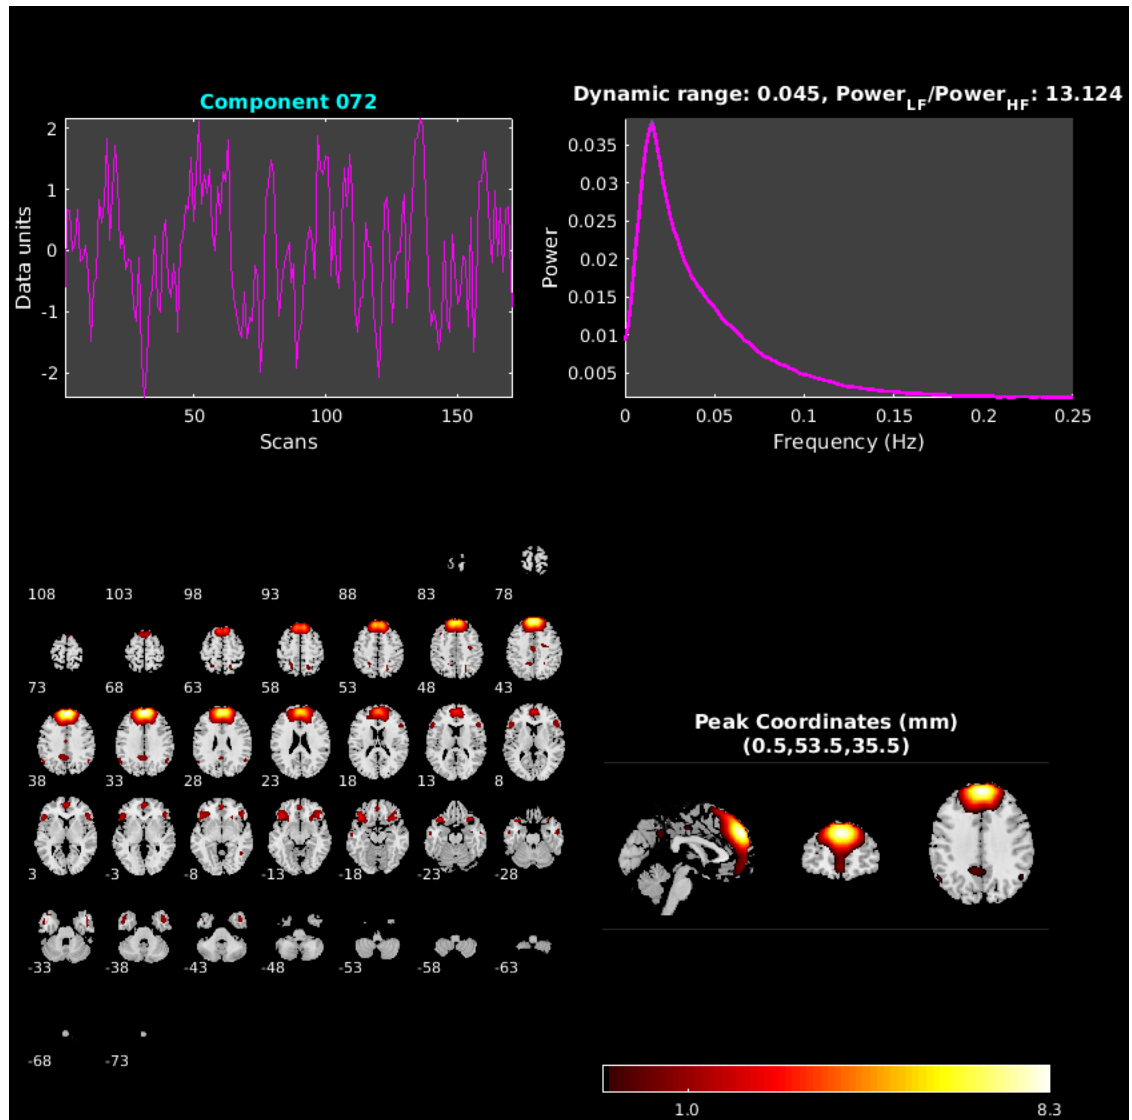 Component 072
2
1
0
-1
-2
Data units
50
100
150
Scans
Dynamic range: 0.045, Power_LF/Power_HF: 13.124
0.035
0.03
0.025
0.02
0.015
0.01
0.005
Power
0
0.05
0.1
0.15
0.2
0.25
Frequency (Hz)
108 103 98 93 88 83 78
73 68 63 58 53 48 43
38 33 28 23 18 13 8
3 -3 -8 -13 -18 -23 -28
-33 -38 -43 -48 -53 -58 -63
-68 -73
Peak Coordinates (mm)
(0.5,53.5,35.5)
1.0
8.3